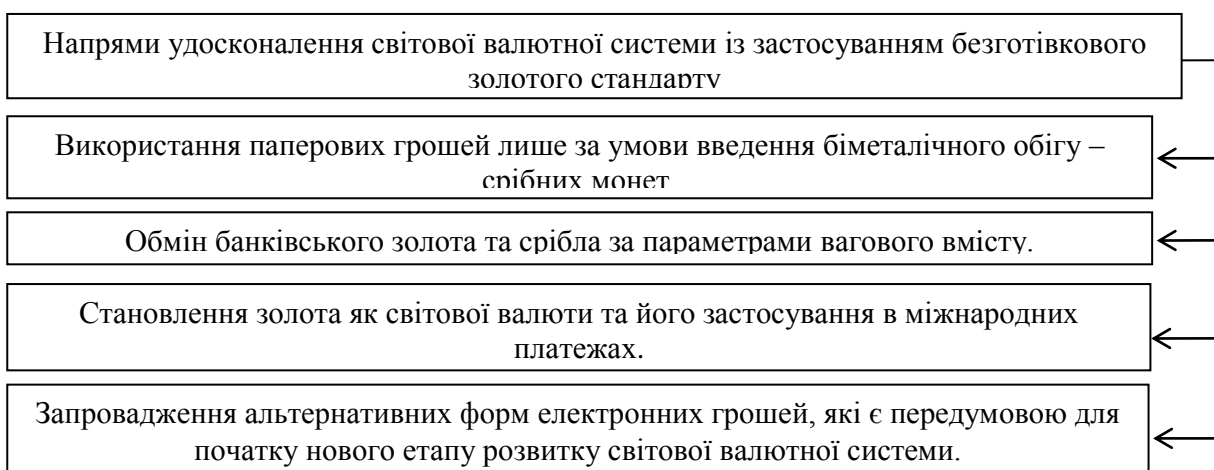 Напрями удосконалення світової валютної системи із застосуванням безготівкового
золотого стандарту
Використання паперових грошей лише за умови введення біметалічного обігу –
срібних монет
Обмін банківського золота та срібла за параметрами вагового вмісту.
Становлення золота як світової валюти та його застосування в міжнародних
платежах.
Запровадження альтернативних форм електронних грошей, які є передумовою для
початку нового етапу розвитку світової валютної системи.